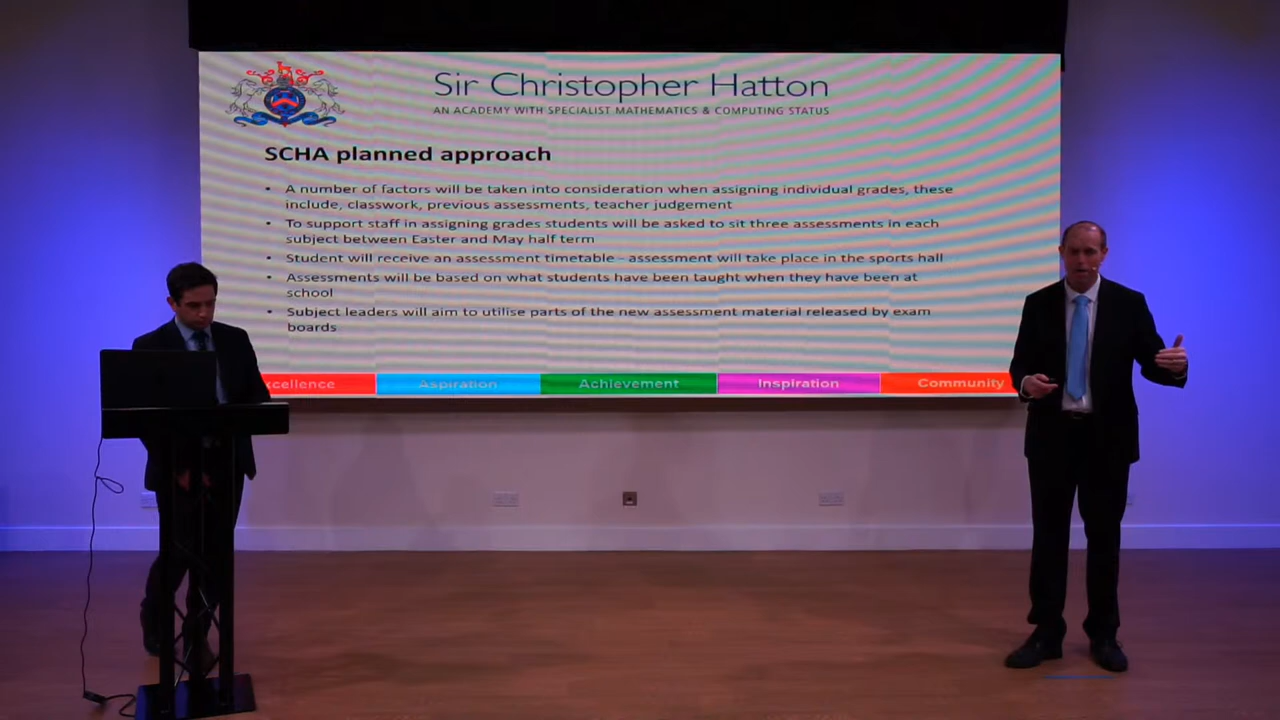 Sir Christopher Hatton
AN ACADEMY WITH SPECIALIST MATHEMATICS & COMPUTING STATUS
SCHA planned approach
• A number of factors will be taken into consideration when assigning individual grades, these
include, classwork, previous assessments, teacher judgement
• To support staff in assigning grades students will be asked to sit three assessments in each
subject between Easter and May half term
• Student will receive an assessment timetable - assessment will take place in the sports hall
• Assessments will be based on what students have been taught when they have been at
school
• Subject leaders will aim to utilise parts of the new assessment material released by exam
boards
xcellence Aspiration Achievement Inspiration Community